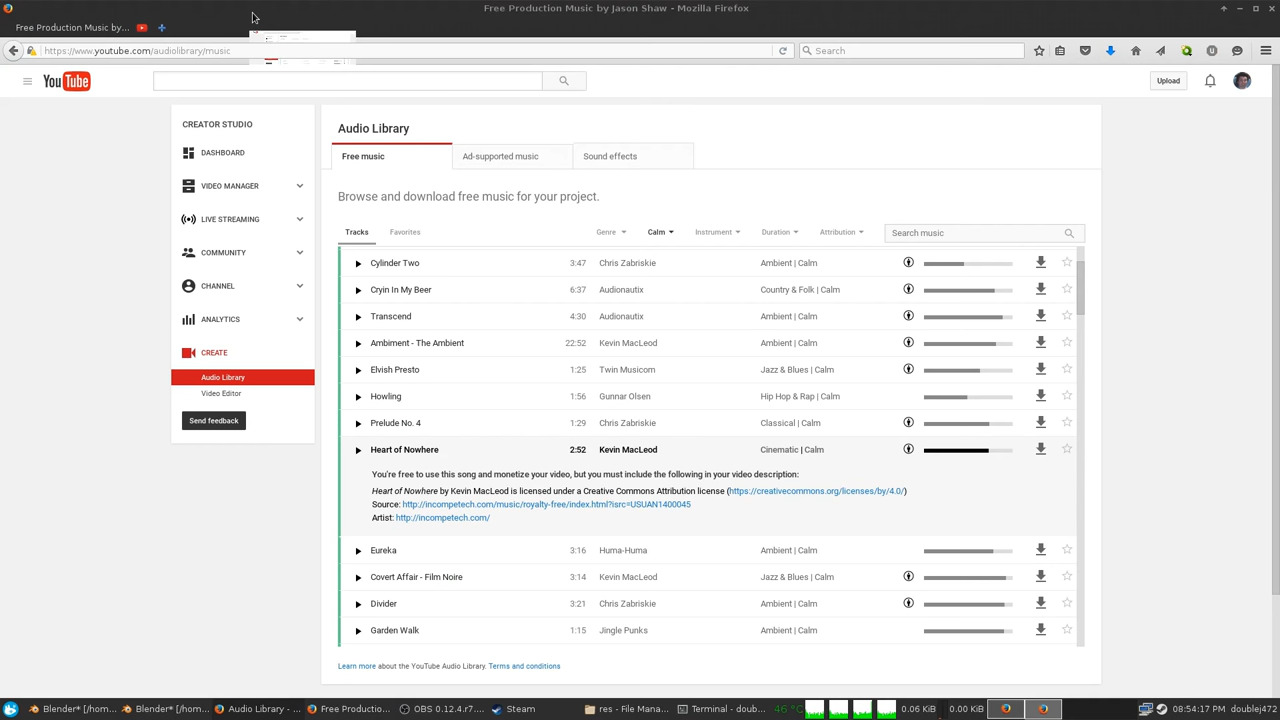 Free Production Music by Jason Shaw - Mozilla Firefox
Free Production Music by...
https://www.youtube.com/audiolibrary/music
Search
YouTube
Upload
CREATOR STUDIO
DASHBOARD
VIDEO MANAGER
LIVE STREAMING
COMMUNITY
CHANNEL
ANALYTICS
CREATE
Audio Library
Video Editor
Send feedback
Audio Library
Free music Ad-supported music Sound effects
Browse and download free music for your project.
Tracks Favorites Genre Calm Instrument Duration Attribution Search music
Cylinder Two 3:47 Chris Zabriskie Ambient | Calm
Cryin In My Beer 6:37 Audionautix Country & Folk | Calm
Transcend 4:30 Audionautix Ambient | Calm
Ambiment - The Ambient 22:52 Kevin MacLeod Ambient | Calm
Elvish Presto 1:25 Twin Musicom Jazz & Blues | Calm
Howling 1:56 Gunnar Olsen Hip Hop & Rap | Calm
Prelude No. 4 1:29 Chris Zabriskie Classical | Calm
Heart of Nowhere 2:52 Kevin MacLeod Cinematic | Calm
You're free to use this song and monetize your video, but you must include the following in your video description:
Heart of Nowhere by Kevin MacLeod is licensed under a Creative Commons Attribution license (https://creativecommons.org/licenses/by/4.0/)
Source: http://incompetech.com/music/royalty-free/index.html?isrc=USUAN1400045
Artist: http://incompetech.com/
Eureka 3:16 Huma-Huma Ambient | Calm
Covert Affair - Film Noire 3:14 Kevin MacLeod Jazz & Blues | Calm
Divider 3:21 Chris Zabriskie Ambient | Calm
Garden Walk 1:15 Jingle Punks Ambient | Calm
Learn more about the YouTube Audio Library. Terms and conditions
Blender* [/home/... Blender* [/home/... Audio Library - Yo... Free Production ... OBS 0.12.4.r7... Steam res - File Mana... Terminal - doub... 46 °C 0.06 KiB 0.00 KiB 08:54:17 PM doublej472